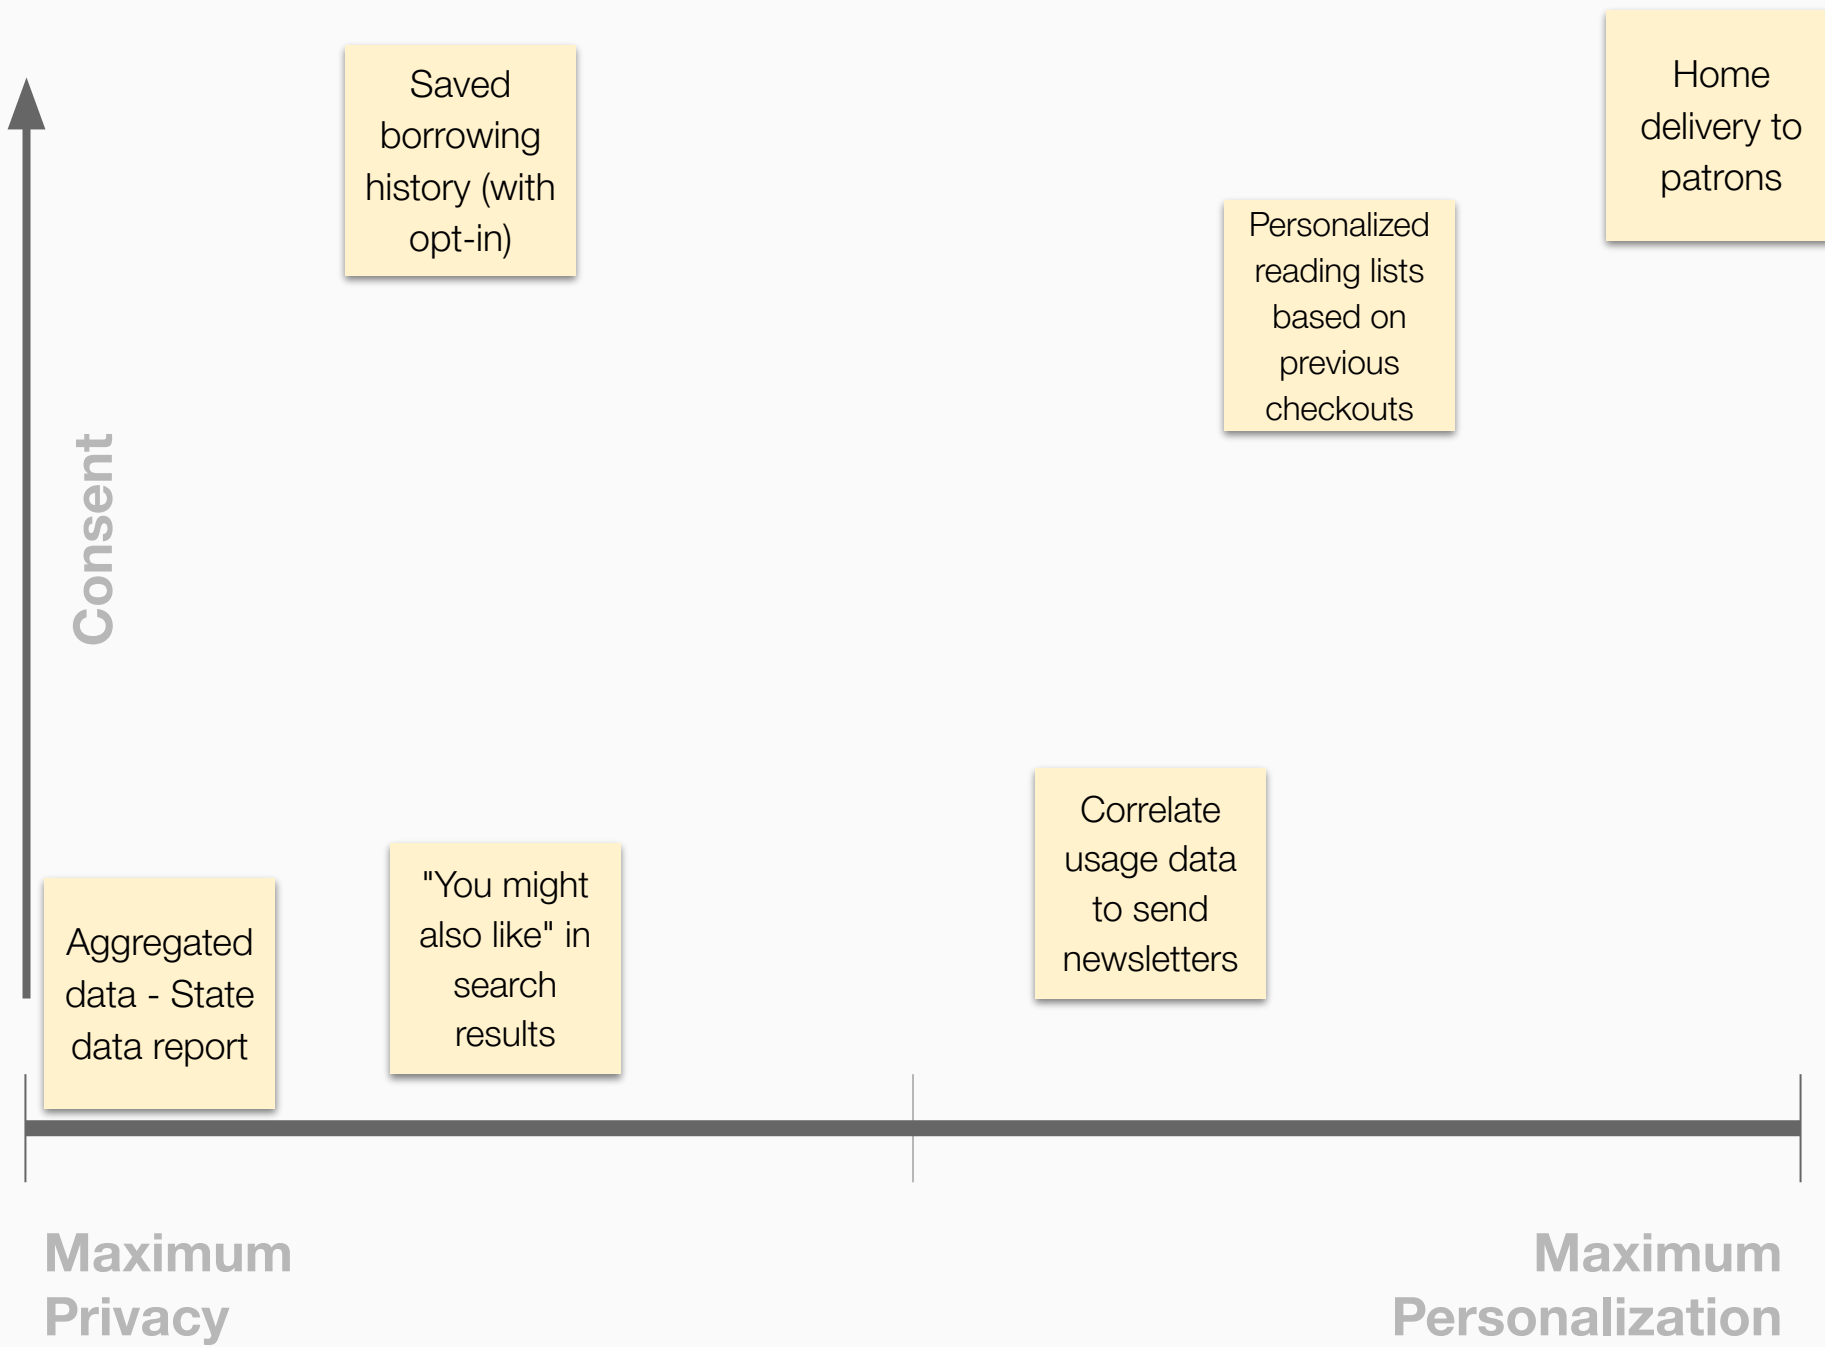 Saved
borrowing
history (with
opt-in)
Home
delivery to
patrons
Personalized
reading lists
based on
previous
checkouts
Consent
Correlate
usage data
to send
newsletters
"You might
also like" in
search
results
Aggregated
data - State
data report
Maximum
Privacy
Maximum
Personalization